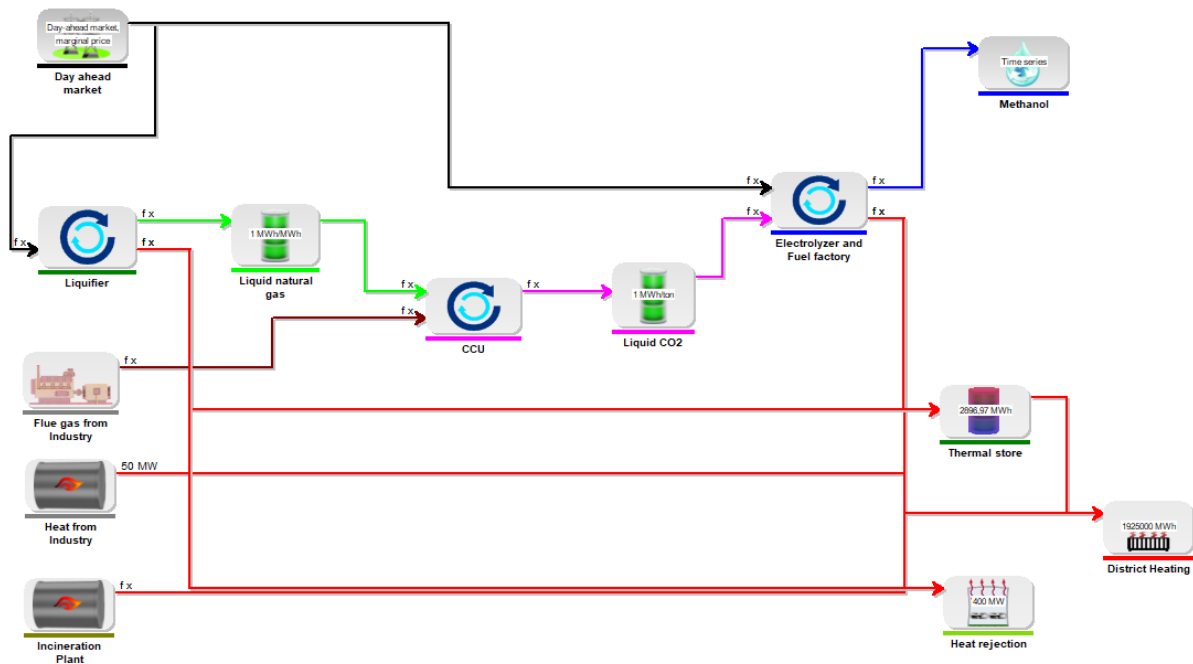 Day-ahead market,
marginal price
Day ahead
market
Time series
Methanol
f x
f x
f x
Electrolyzer and
Fuel factory
f x
f x
f x
f x
f x
Liquifier
1 MWh/MWh
Liquid natural
gas
f x
f x
f x
CCU
1 MWh/ton
Liquid CO2
f x
Flue gas from
Industry
2896,97 MWh
Thermal store
50 MW
Heat from
Industry
1925000 MWh
District Heating
f x
Incineration
Plant
400 MW
Heat rejection